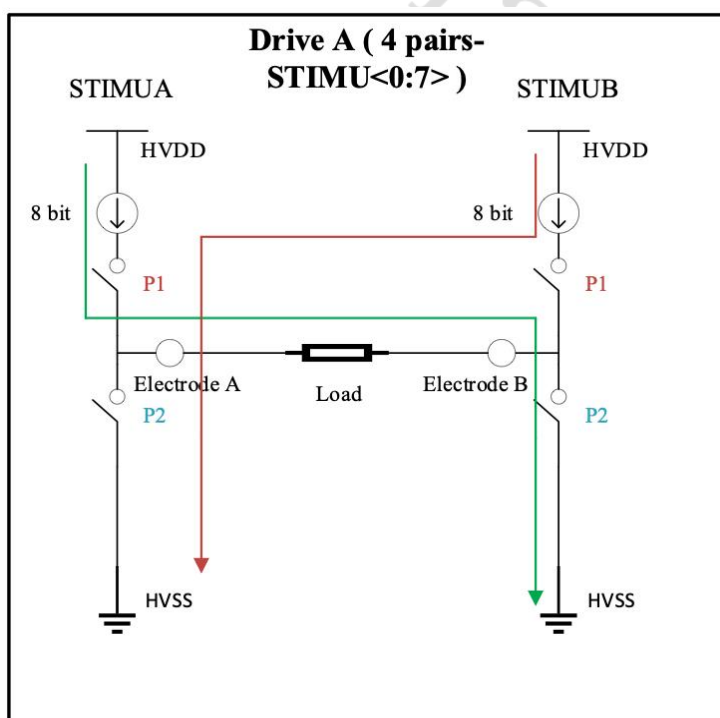 Drive A ( 4 pairs-
STIMU<0:7> )
STIMUA
STIMUB
HVDD
HVDD
8 bit
8 bit
P1
P1
Electrode A
Load
Electrode B
P2
P2
HVSS
HVSS